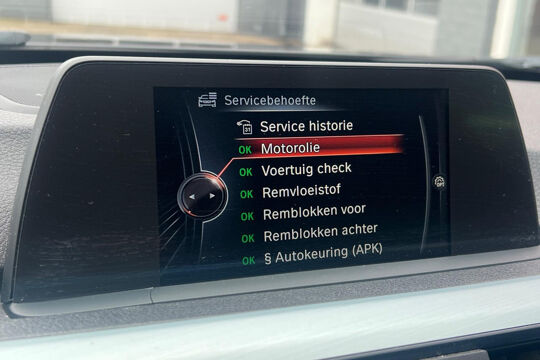 Servicebehoefte
31 Service historie
OK Motorolie
OK Voertuig check
OK Remvloeistof
OK Remblokken voor
OK Remblokken achter
OK § Autokeuring (APK)